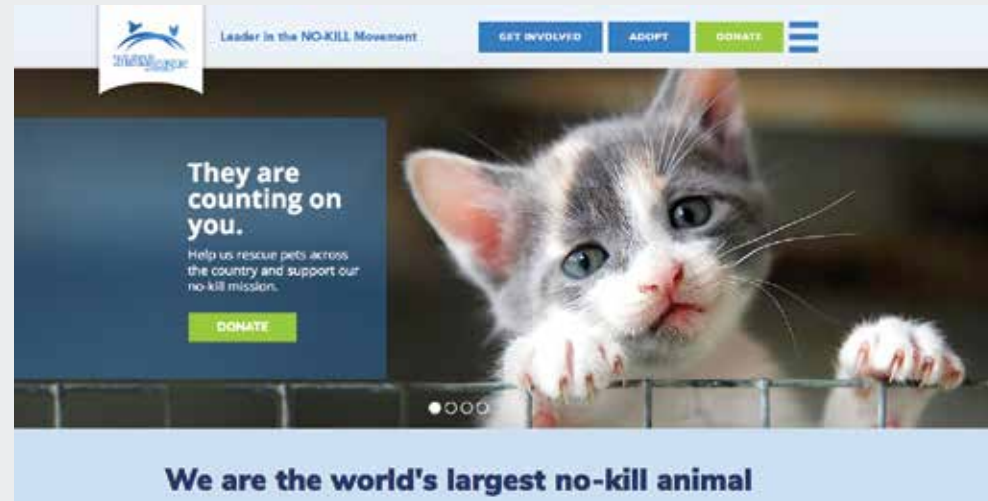 Leader in the NO-KILL Movement
GET INVOLVED
ADOPT
DONATE
They are
counting on
you.
Help us rescue pets across
the country and support our
no-kill mission.
DONATE
We are the world's largest no-kill animal